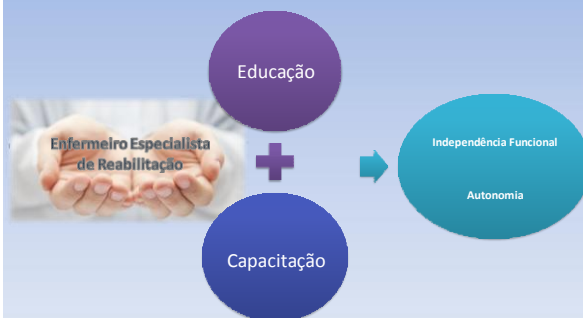 Educação
Enfermeiro Especialista
de Reabilitação
Capacitação
Independência Funcional
Autonomia